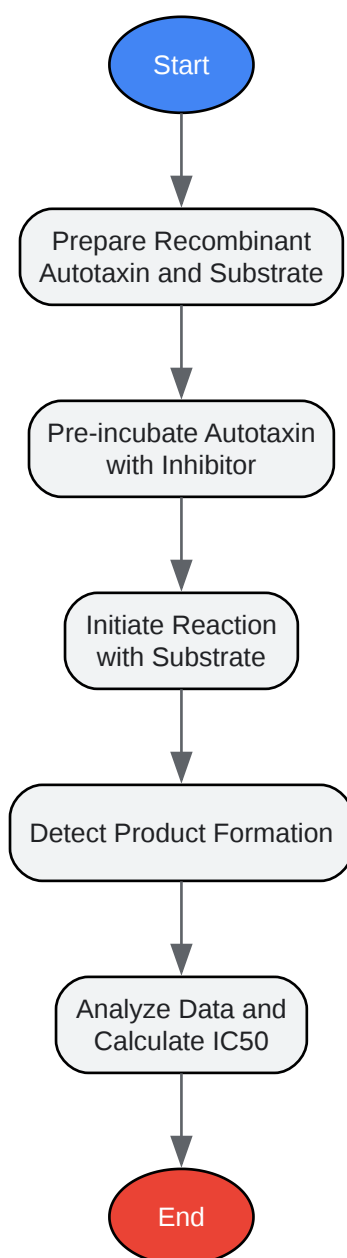 Start
Prepare Recombinant
Autotaxin and Substrate
Pre-incubate Autotaxin
with Inhibitor
Initiate Reaction
with Substrate
Detect Product Formation
Analyze Data and
Calculate IC50
End